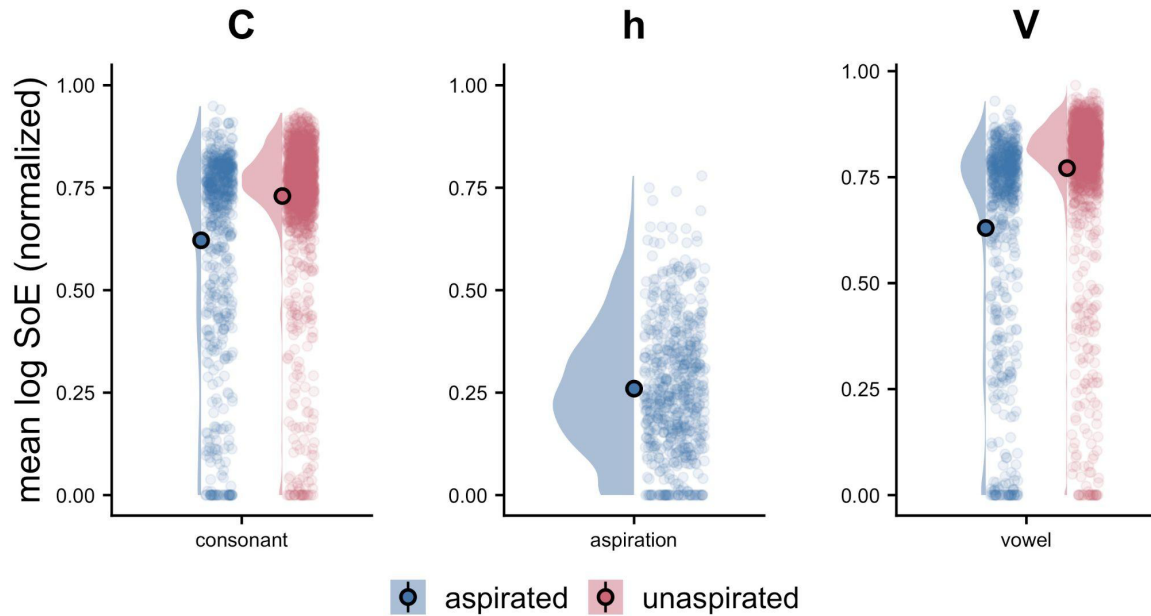 C h V
mean log SoE (normalized)
1.00 1.00 1.00
0.75 0.75 0.75
0.50 0.50 0.50
0.25 0.25 0.25
0.00 0.00 0.00
consonant aspiration vowel
aspirated unaspirated